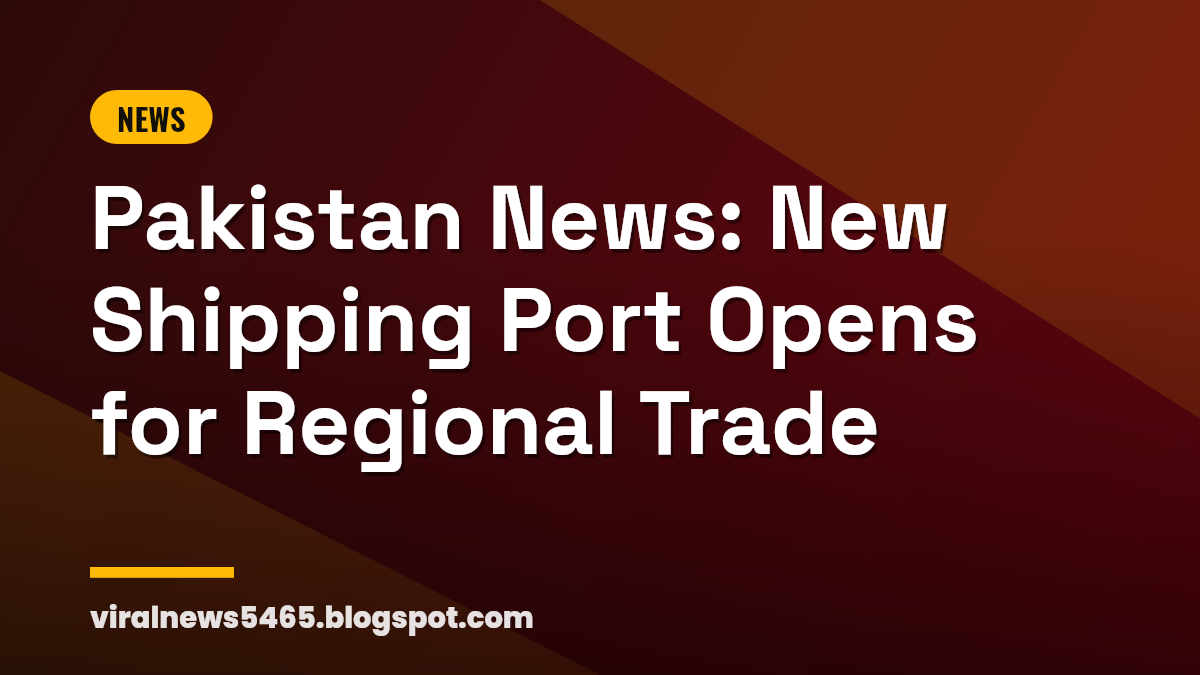 NEWS
Pakistan News: New
Shipping Port Opens
for Regional Trade
viralnews5465.blogspot.com